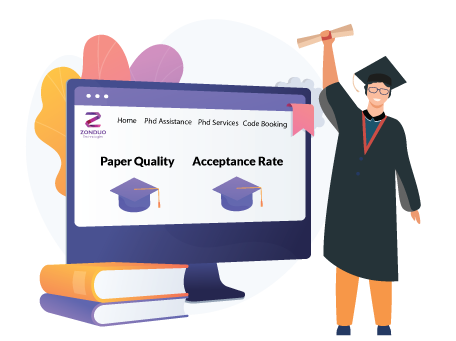 ZONDUO
Home Phd Assistance Phd Services Code Booking
Paper Quality Acceptance Rate